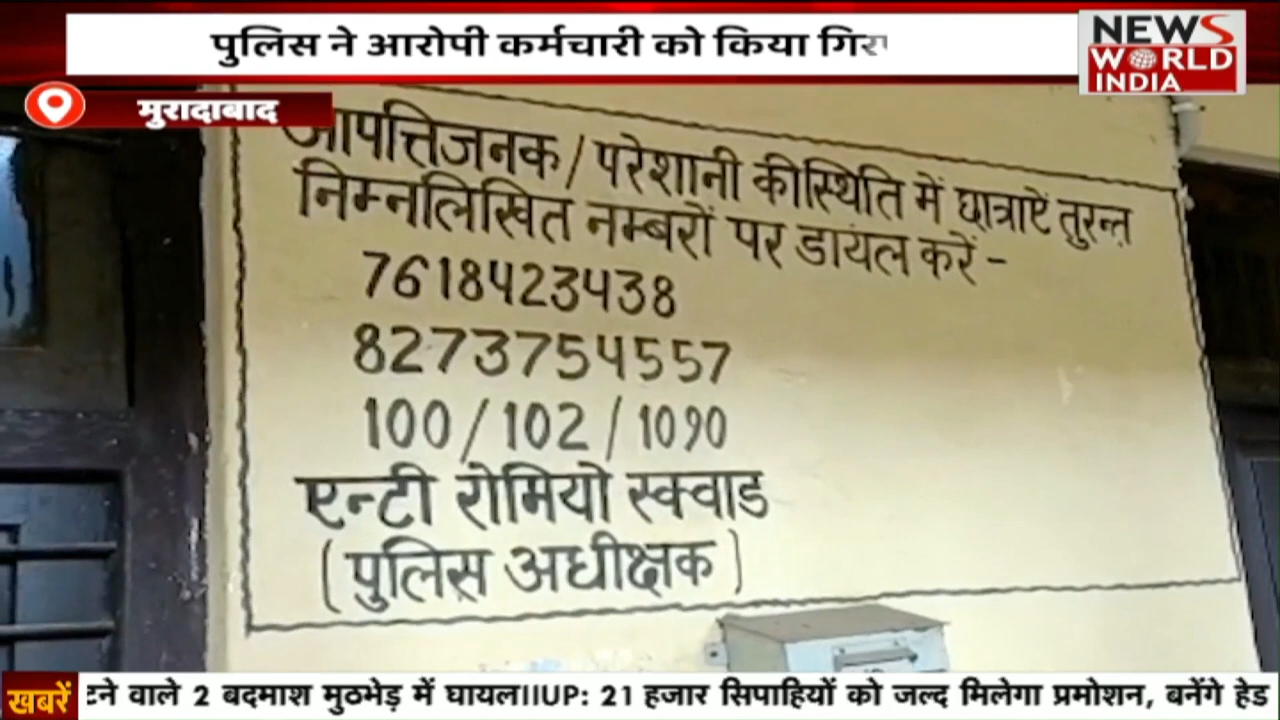 पुलिस ने आरोपी कर्मचारी को किया
NEWS
WORLD
INDIA
मुरादाबाद
आपत्तिजनक / परेशानी की स्थिति में छात्राऐं तुरन्त
निम्नलिखित नम्बरों पर डायल करें -
7618423438
8273754557
100 / 102 / 1090
एन्टी रोमियो स्क्वाड
( पुलिस अधीक्षक )
खबरें
टने वाले 2 बदमाश मुठभेड़ में घायल॥UP: 21 हजार सिपाहियों को जल्द मिलेगा प्रमोशन, बनेंगे हेड